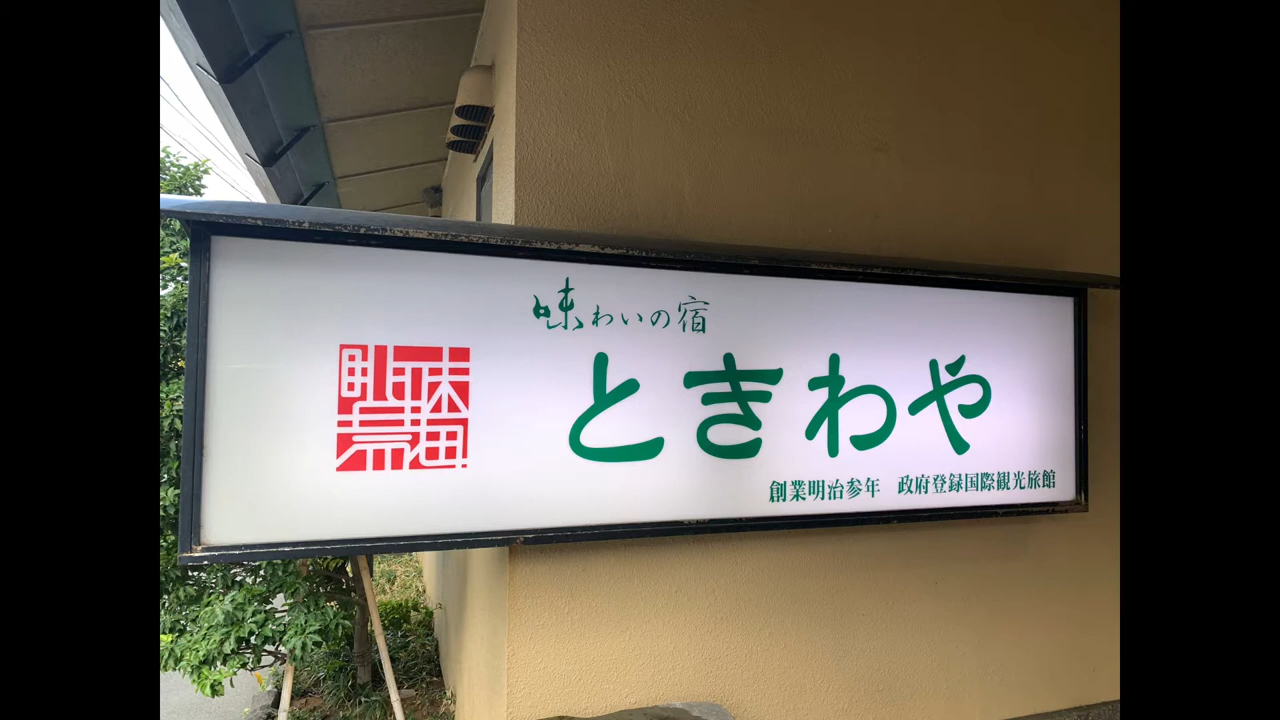 味わいの宿
ときわや
創業明治参年 政府登録国際観光旅館